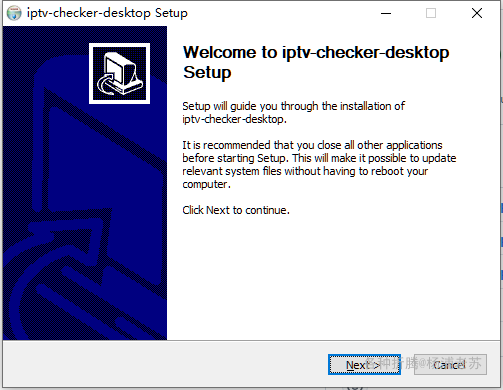 iptv-checker-desktop Setup
Welcome to iptv-checker-desktop
Setup
Setup will guide you through the installation of
iptv-checker-desktop.
It is recommended that you close all other applications
before starting Setup. This will make it possible to update
relevant system files without having to reboot your
computer.
Click Next to continue.
Next >
Cancel